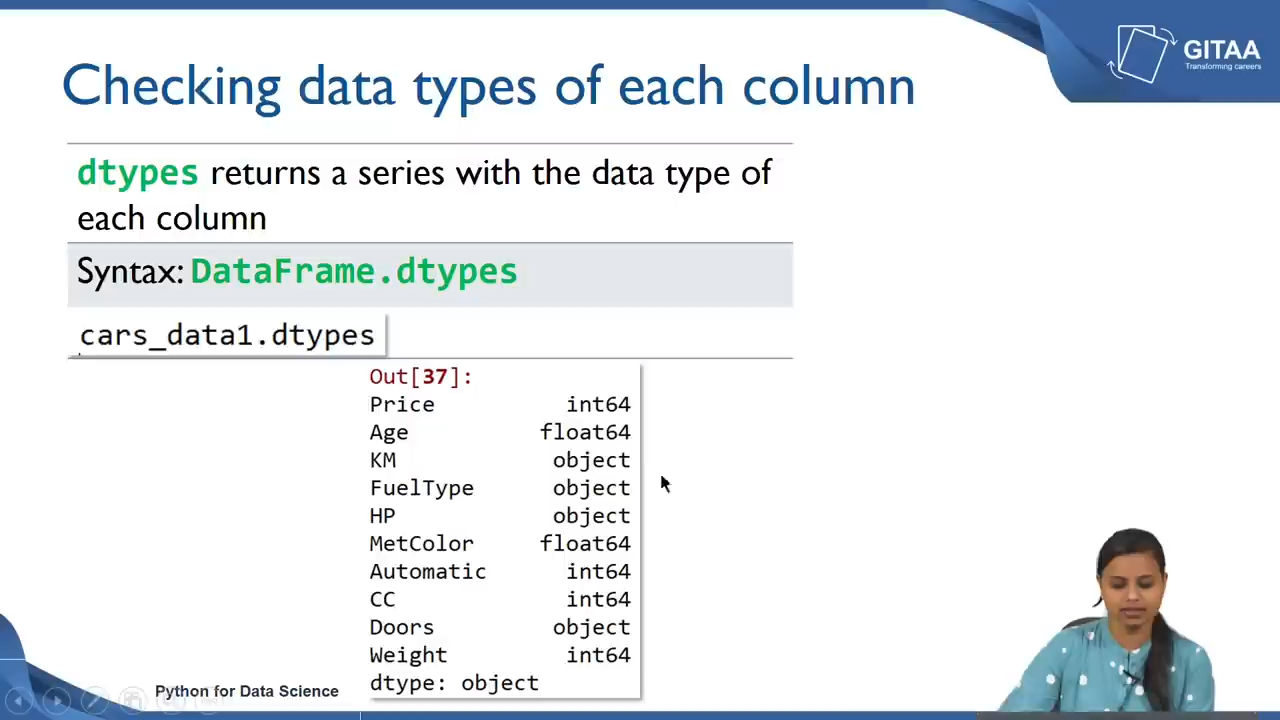 GITAA
Transforming careers
Checking data types of each column
dtypes returns a series with the data type of
each column
Syntax: DataFrame.dtypes
cars_data1.dtypes
Out[37]:
Price int64
Age float64
KM object
FuelType object
HP object
MetColor float64
Automatic int64
CC int64
Doors object
Weight int64
dtype: object
Python for Data Science